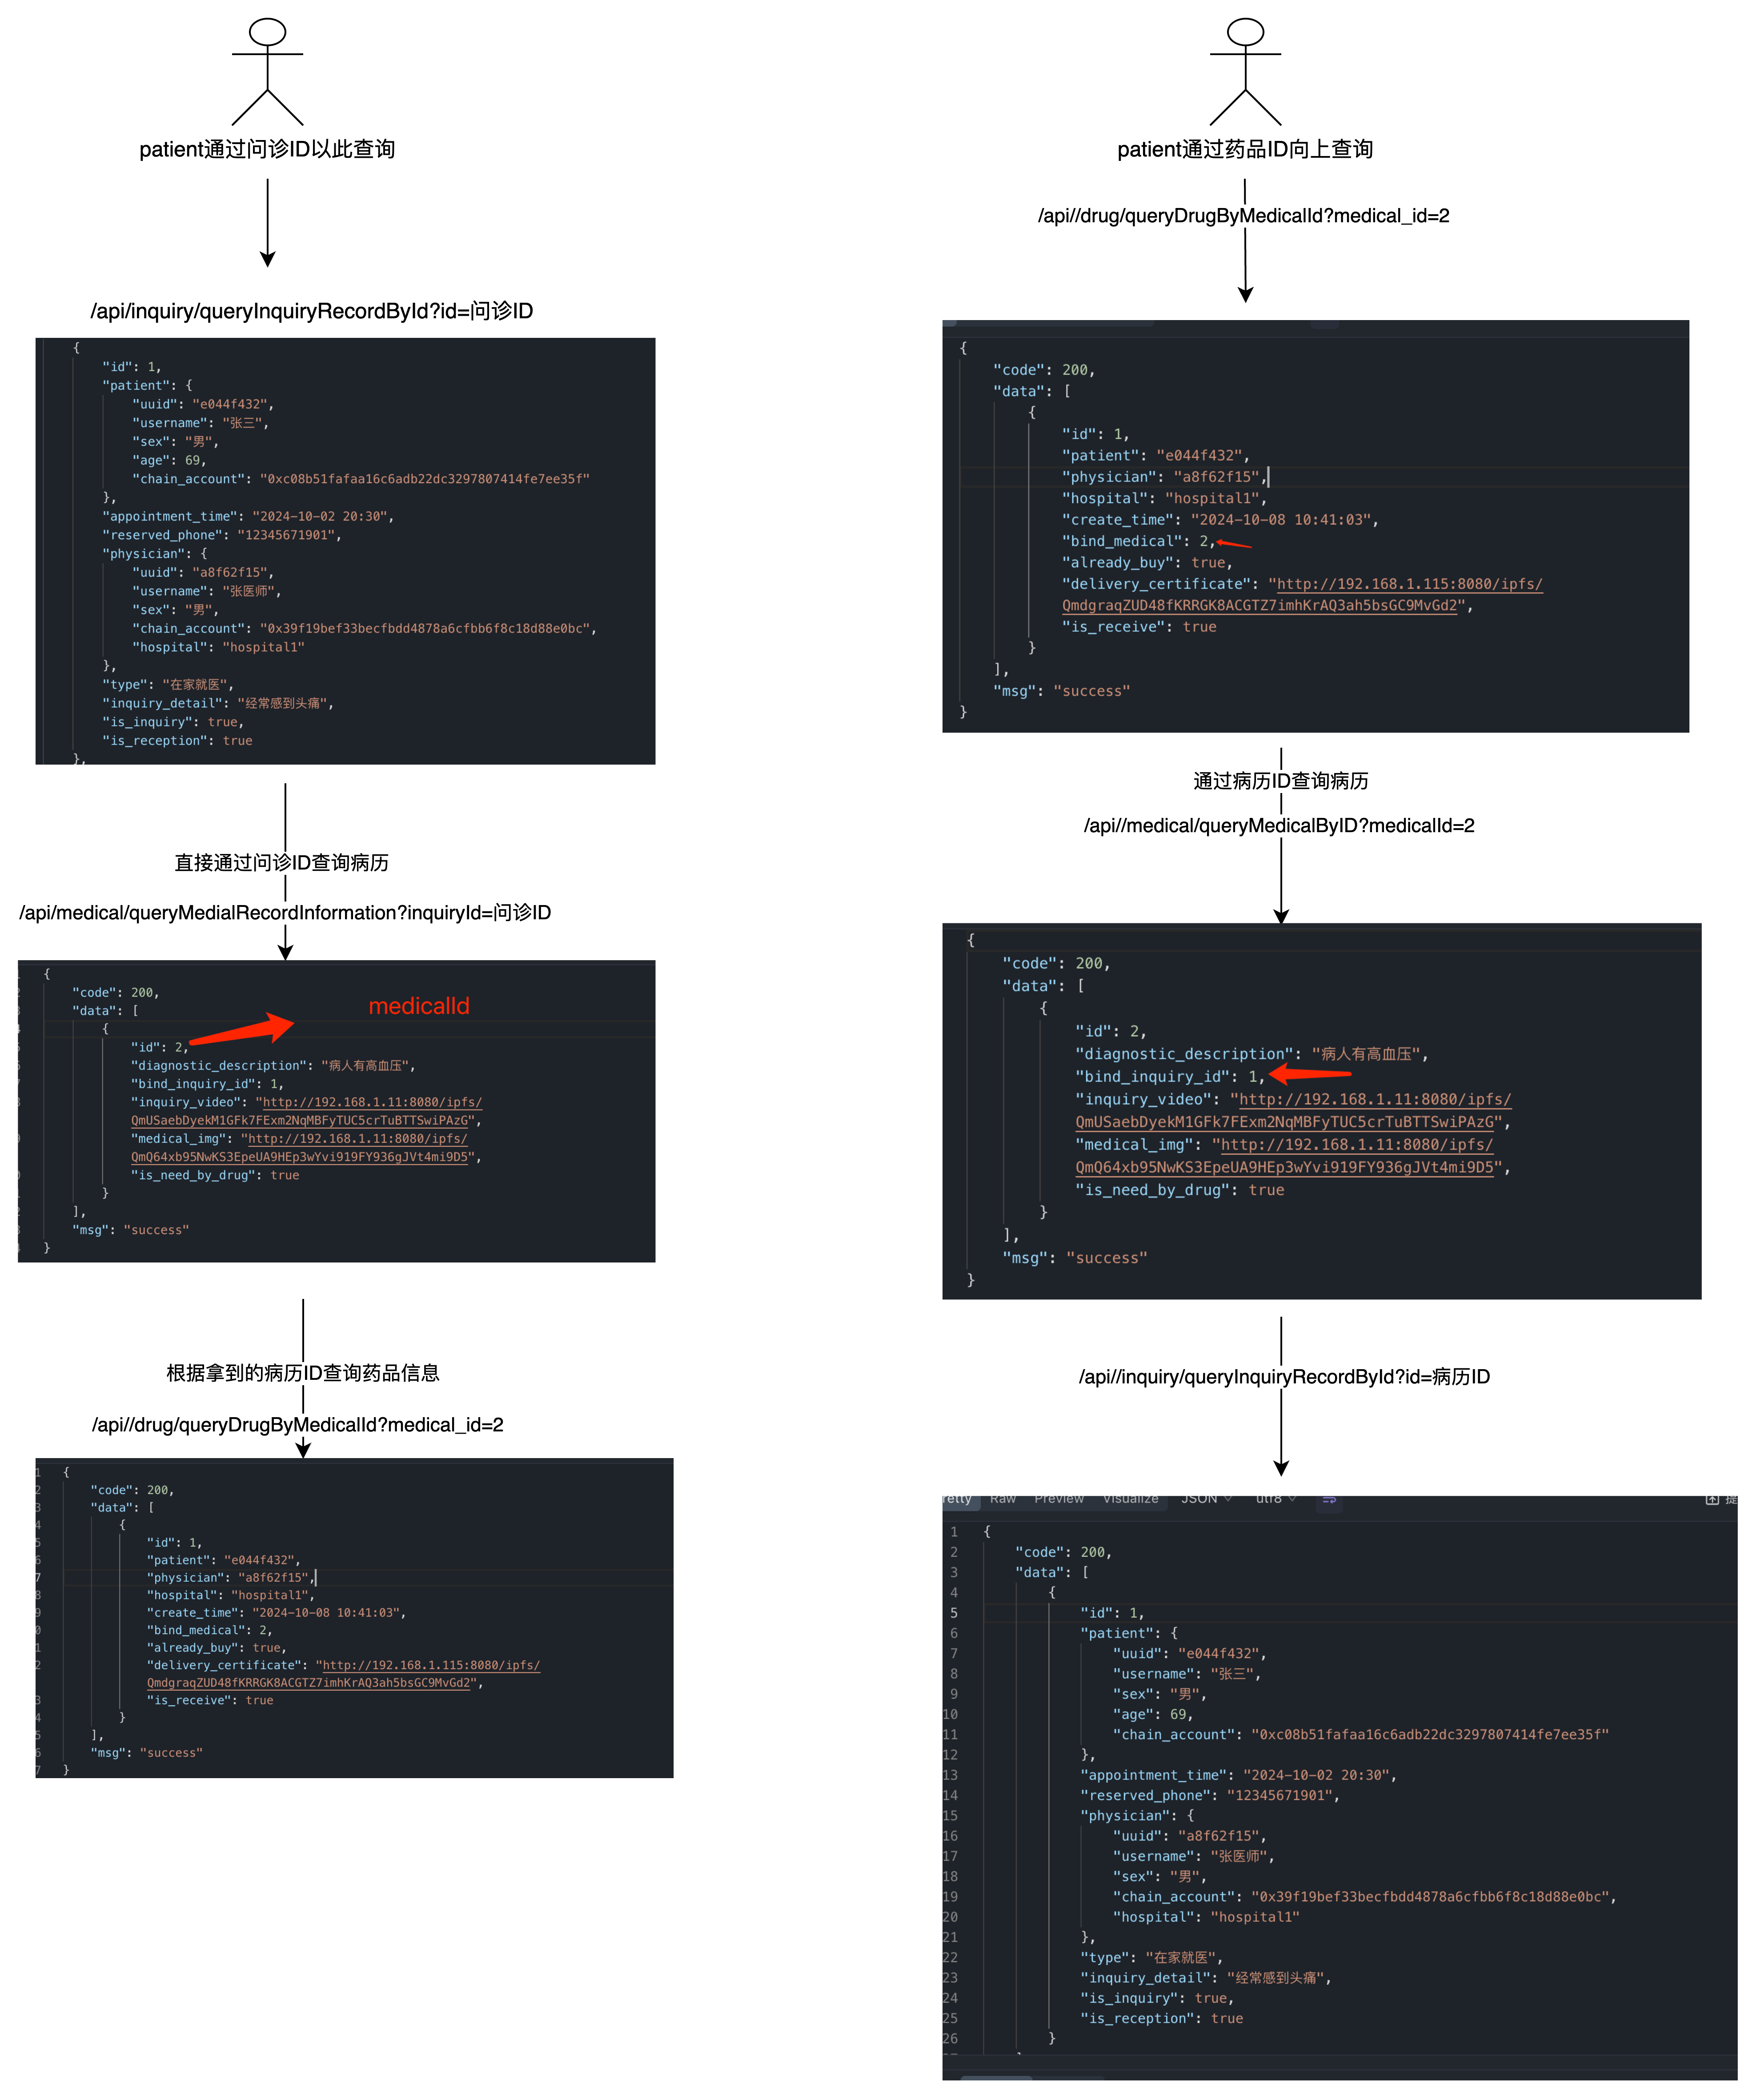 patient通过问诊ID以此查询
/api/inquiry/queryInquiryRecordById?id=问诊ID
{
"id": 1,
"patient": {
"uuid": "e044f432",
"username": "张三",
"sex": "男",
"age": 69,
"chain_account": "0xc08b51fafaa16c6adb22dc3297807414fe7ee35f"
},
"appointment_time": "2024-10-02 20:30",
"reserved_phone": "12345671901",
"physician": {
"uuid": "a8f62f15",
"username": "张医师",
"sex": "男",
"chain_account": "0x39f19bef33becfbdd4878a6cfbb6f8c18d88e0bc",
"hospital": "hospital1"
},
"type": "在家就医",
"inquiry_detail": "经常感到头痛",
"is_inquiry": true,
"is_reception": true
},
直接通过问诊ID查询病历
/api/medical/queryMedialRecordInformation?inquiryId=问诊ID
{
"code": 200,
"data": [
medicalId
{
"id": 2,
"diagnostic_description": "病人有高血压",
"bind_inquiry_id": 1,
"inquiry_video": "http://192.168.1.11:8080/ipfs/
QmUSaebDyekM1GFk7FExm2NqMBFyTUC5crTuBTTSwiPAzG",
"medical_img": "http://192.168.1.11:8080/ipfs/
QmQ64xb95NwKS3EpeUA9HEp3wYvi919FY936gJVt4mi9D5",
"is_need_by_drug": true
}
],
"msg": "success"
}
根据拿到的病历ID查询药品信息
/api//drug/queryDrugByMedicalId?medical_id=2
1 {
2 "code": 200,
3 "data": [
4 {
5 "id": 1,
6 "patient": "e044f432",
7 "physician": "a8f62f15",
8 "hospital": "hospital1",
9 "create_time": "2024-10-08 10:41:03",
0 "bind_medical": 2,
1 "already_buy": true,
2 "delivery_certificate": "http://192.168.1.115:8080/ipfs/
QmdgraqZUD48fKRRGK8ACGTZ7imhKrAQ3ah5bsGC9MvGd2",
3 "is_receive": true
4 }
5 ],
6 "msg": "success"
7 }
patient通过药品ID向上查询
/api//drug/queryDrugByMedicalId?medical_id=2
{
"code": 200,
"data": [
{
"id": 1,
"patient": "e044f432",
"physician": "a8f62f15",
"hospital": "hospital1",
"create_time": "2024-10-08 10:41:03",
"bind_medical": 2,
"already_buy": true,
"delivery_certificate": "http://192.168.1.115:8080/ipfs/
QmdgraqZUD48fKRRGK8ACGTZ7imhKrAQ3ah5bsGC9MvGd2",
"is_receive": true
}
],
"msg": "success"
}
通过病历ID查询病历
/api//medical/queryMedicalByID?medicalId=2
{
"code": 200,
"data": [
{
"id": 2,
"diagnostic_description": "病人有高血压",
"bind_inquiry_id": 1,
"inquiry_video": "http://192.168.1.11:8080/ipfs/
QmUSaebDyekM1GFk7FExm2NqMBFyTUC5crTuBTTSwiPAzG",
"medical_img": "http://192.168.1.11:8080/ipfs/
QmQ64xb95NwKS3EpeUA9HEp3wYvi919FY936gJVt4mi9D5",
"is_need_by_drug": true
}
],
"msg": "success"
}
/api//inquiry/queryInquiryRecordById?id=病历ID
retty Raw Preview Visualize JSON utf8 提
1 {
2 "code": 200,
3 "data": [
4 {
5 "id": 1,
6 "patient": {
7 "uuid": "e044f432",
8 "username": "张三",
9 "sex": "男",
10 "age": 69,
11 "chain_account": "0xc08b51fafaa16c6adb22dc3297807414fe7ee35f"
12 },
13 "appointment_time": "2024-10-02 20:30",
14 "reserved_phone": "12345671901",
15 "physician": {
16 "uuid": "a8f62f15",
17 "username": "张医师",
18 "sex": "男",
19 "chain_account": "0x39f19bef33becfbdd4878a6cfbb6f8c18d88e0bc",
20 "hospital": "hospital1"
21 },
22 "type": "在家就医",
23 "inquiry_detail": "经常感到头痛",
24 "is_inquiry": true,
25 "is_reception": true
26 }